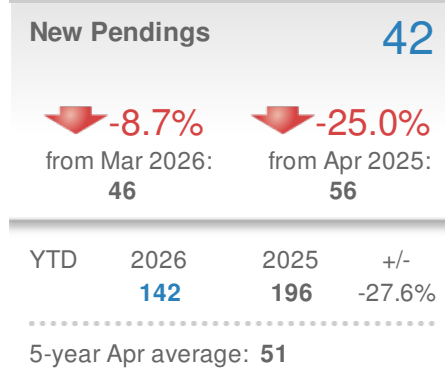 New Pendings 42
-8.7% -25.0%
from Mar 2026: from Apr 2025:
46 56
YTD 2026 2025 +/-
142 196 -27.6%
5-year Apr average: 51